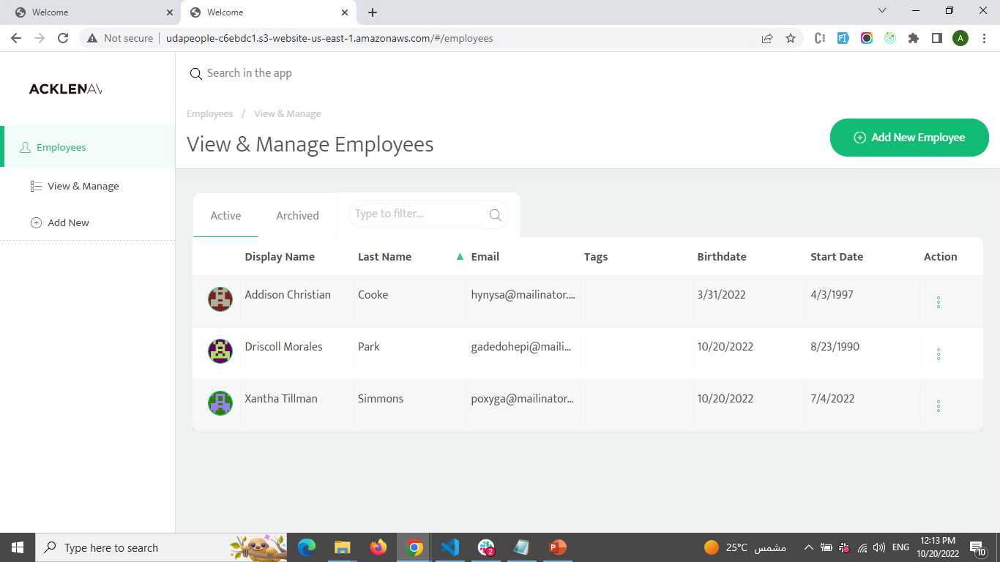 Welcome
Welcome
Not secure
udapeople-c6ebdc1.s3-website-us-east-1.amazonaws.com/#/employees
A
ACKLENAV
Search in the app
Employees / View & Manage
View & Manage Employees
Add New Employee
Employees
View & Manage
Add New
Active
Archived
Type to filter...
Display Name Last Name Email Tags Birthdate Start Date Action
Addison Christian Cooke hynysa@mailinator.... 3/31/2022 4/3/1997
Driscoll Morales Park gadedohepi@maili... 10/20/2022 8/23/1990
Xantha Tillman Simmons poxyga@mailinator... 10/20/2022 7/4/2022
Type here to search
2
25°C مشمس
ENG
12:13 PM
10/20/2022
10